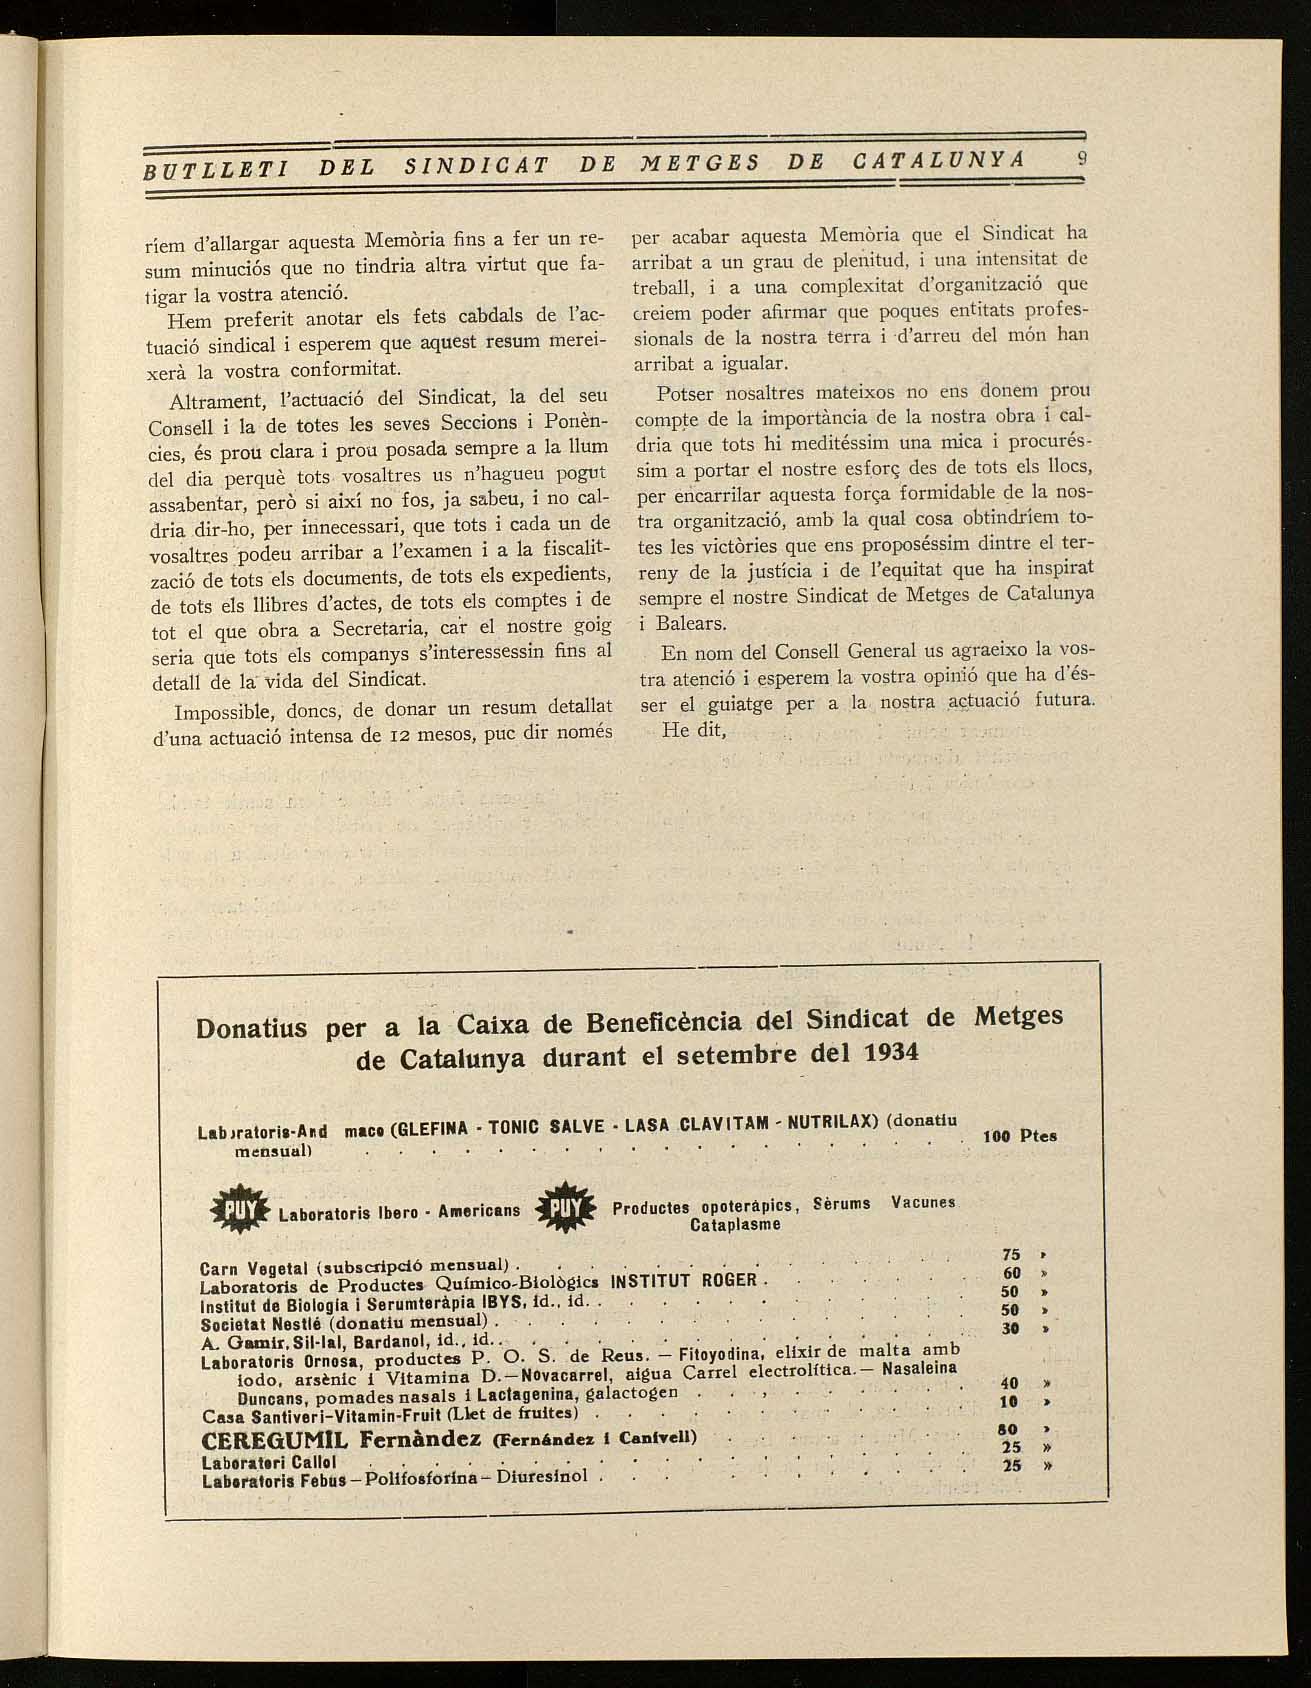 BUTLLETI DEL SINDICAT DE METGES DE CATALUNYA 9
ríem d'allargar aquesta Memòria fins a fer un re-
sum minuciós que no tindria altra virtut que fa-
tigar la vostra atenció.
Hem preferit anotar els fets cabdals de l'ac-
tuació sindical i esperem que aquest resum merei-
xerà la vostra conformitat.
Altrament, l'actuació del Sindicat, la del seu
Consell i la de totes les seves Seccions i Ponèn-
cies, és prou clara i prou posada sempre a la llum
del dia perquè tots vosaltres us n'hagueu pogut
assabentar, però si així no fos, ja sabeu, i no cal-
dria dir-ho, per innecessari, que tots i cada un de
vosaltres podeu arribar a l'examen i a la fiscalit-
zació de tots els documents, de tots els expedients,
de tots els llibres d'actes, de tots els comptes i de
tot el que obra a Secretaria, car el nostre goig
seria que tots els companys s'interessessin fins al
detall de la vida del Sindicat.
Impossible, doncs, de donar un resum detallat
d'una actuació intensa de 12 mesos, puc dir només
per acabar aquesta Memòria que el Sindicat ha
arribat a un grau de plenitud, i una intensitat de
treball, i a una complexitat d'organització que
creiem poder afirmar que poques entitats profes-
sionals de la nostra terra i d'arreu del món han
arribat a igualar.
Potser nosaltres mateixos no ens donem prou
compte de la importància de la nostra obra i cal-
dria que tots hi meditéssim una mica i procurés-
sim a portar el nostre esforç des de tots els llocs,
per encarrilar aquesta força formidable de la nos-
tra organització, amb la qual cosa obtindríem to-
tes les victòries que ens proposéssim dintre el ter-
reny de la justícia i de l'equitat que ha inspirat
sempre el nostre Sindicat de Metges de Catalunya
i Balears.
En nom del Consell General us agraeixo la vos-
tra atenció i esperem la vostra opinió que ha d'és-
ser el guiatge per a la nostra actuació futura.
He dit,
Donatius per a la Caixa de Beneficència del Sindicat de Metges
de Catalunya durant el setembre del 1934
Laboratoris-And maco (GLEFINA - TONIC SALVE - LASA CLAVITAM - NUTRILAX) (donatiu
mensual) . . . . . . . . . . . . . . . . . . 100 Ptes
PUY Laboratoris Ibero - Americans PUY Productes opoteràpics, Sèrums Vacunes
Cataplasme
Carn Vegetal (subscripció mensual) . . . . . . . . . . . . . 75 »
Laboratoris de Productes Químico-Biològics INSTITUT ROGER . . . . . . . 60 »
Institut de Biologia i Serumteràpia IBYS, id., id. . . . . . . . . . . . . 50 »
Societat Nestlé (donatiu mensual) . . . . . . . . . . . . . . 50 »
A. Gamir, Sil-lal, Bardanol, id., id. . . . . . . . . . . . . . . 30 »
Laboratoris Ornosa, productes P. O. S. de Reus. — Fitoyodina, elixir de malta amb
iodo, arsènic i Vitamina D.—Novacarrel, aigua Carrel electrolítica.— Nasaleina
Duncans, pomades nasals i Lactagenina, galactogen . . . . . . . . . 40 »
Casa Santiveri-Vitamin-Fruit (Llet de fruites) . . . . . . . . . . . . 10 »
CEREGUMIL Fernàndez (Fernández i Canivell) . . . . . . . . 80 »
Laboratori Callol . . . . . . . . . . . . . . . . . . 25 »
Laboratoris Febus — Polifosforina — Diuresinol . . . . . . . . . . . . 25 »